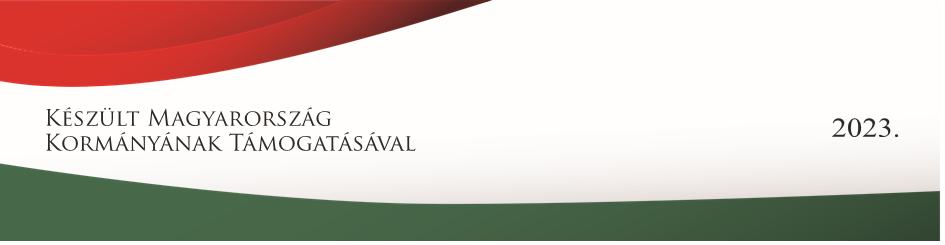 Készült Magyarország
Kormányának Támogatásával
2023.